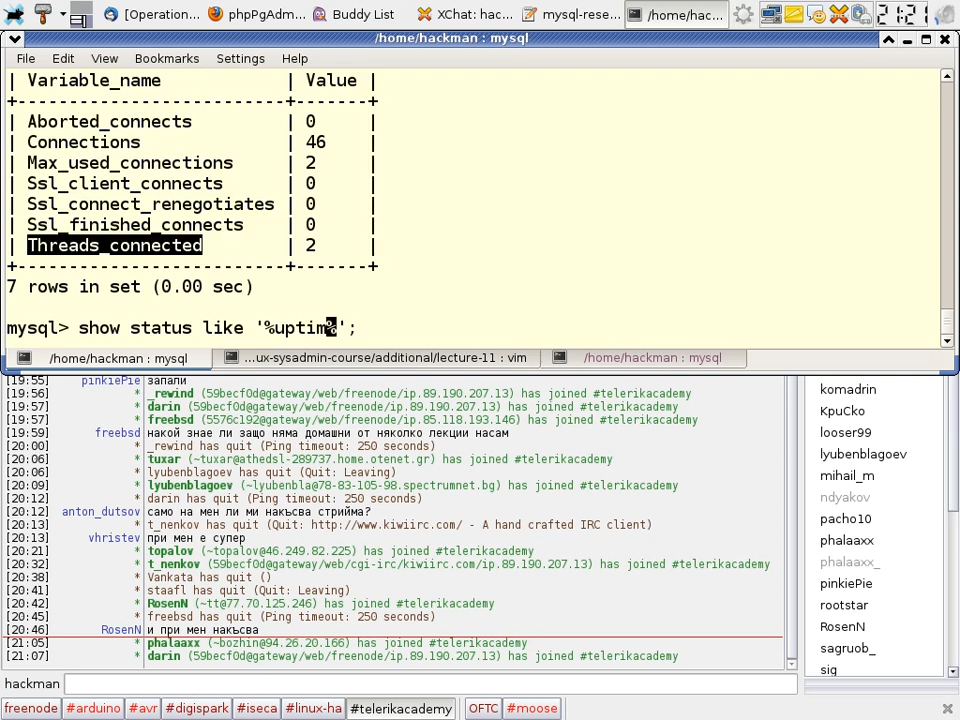 [Operation...
phpPgAdm...
Buddy List
XChat: hac...
mysql-rese...
/home/hac...
21:21
/home/hackman : mysql
File Edit View Bookmarks Settings Help
| Variable_name | Value |
+-------------------------+-------+
| Aborted_connects | 0 |
| Connections | 46 |
| Max_used_connections | 2 |
| Ssl_client_connects | 0 |
| Ssl_connect_renegotiates | 0 |
| Ssl_finished_connects | 0 |
| Threads_connected | 2 |
+-------------------------+-------+
7 rows in set (0.00 sec)
mysql> show status like '%uptim%';
/home/hackman : mysql
...ux-sysadmin-course/additional/lecture-11 : vim
/home/hackman : mysql
[19:55] pinkiePie запали
[19:56] * _rewind (59becf0d@gateway/web/freenode/ip.89.190.207.13) has joined #telerikacademy
[19:57] * darin (59becf0d@gateway/web/freenode/ip.89.190.207.13) has joined #telerikacademy
[19:57] * freebsd (5576c192@gateway/web/freenode/ip.85.118.193.146) has joined #telerikacademy
[19:59] freebsd някой знае ли защо няма домашни от няколко лекции насам
[20:00] * _rewind has quit (Ping timeout: 250 seconds)
[20:06] * tuxar (~tuxar@athedsl-289737.home.otenet.gr) has joined #telerikacademy
[20:06] * lyubenblagoev has quit (Quit: Leaving)
[20:09] * lyubenblagoev (~lyubenbla@78-83-105-98.spectrumnet.bg) has joined #telerikacademy
[20:12] * darin has quit (Ping timeout: 250 seconds)
[20:12] anton_dutsov само на мен ли ми накъсва стрийма?
[20:13] * t_nenkov has quit (Quit: http://www.kiwiirc.com/ - A hand crafted IRC client)
[20:13] vhristev при мен е супер
[20:21] * topalov (~topalov@46.249.82.225) has joined #telerikacademy
[20:32] * t_nenkov (59becf0d@gateway/web/cgi-irc/kiwiirc.com/ip.89.190.207.13) has joined #telerikacademy
[20:38] * Vankata has quit ()
[20:41] * staafl has quit (Quit: Leaving)
[20:42] * RosenN (~tt@77.70.125.246) has joined #telerikacademy
[20:45] * freebsd has quit (Ping timeout: 250 seconds)
[20:46] RosenN и при мен накъсва
[21:05] * phalaaxx (~bozhin@94.26.20.166) has joined #telerikacademy
[21:07] * darin (59becf0d@gateway/web/freenode/ip.89.190.207.13) has joined #telerikacademy
komadrin
KpuCko
looser99
lyubenblagoev
mihail_m
ndyakov
pacho10
phalaaxx
phalaaxx_
pinkiePie
rootstar
RosenN
sagruob_
sig
hackman
freenode #arduino #avr #digispark #iseca #linux-ha #telerikacademy OFTC #moose